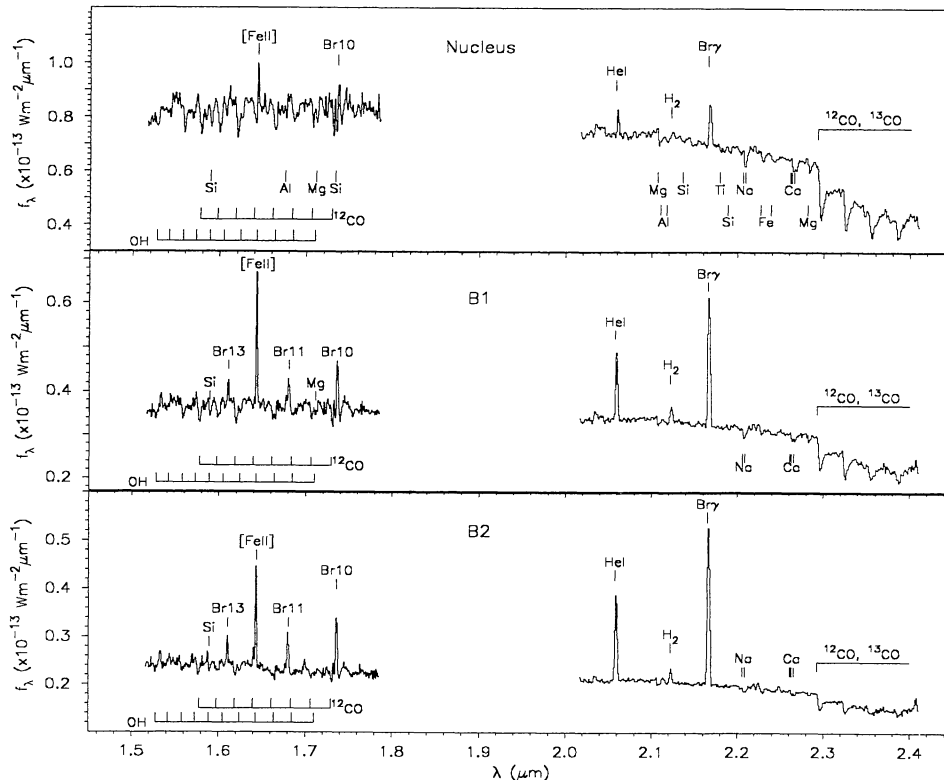 [FeII] Nucleus Brγ
Br10
HeI
H2
¹²CO, ¹³CO
1.0
0.8
0.6
0.4
fλ (x10⁻¹³ Wm⁻²μm⁻¹)
Si Al Mg Si
Mg Si Ti Na Ca
Al Si Fe Mg
¹²CO
OH
[FeII] B1 Brγ
HeI
Br13 Br11 Br10
H2
Si Mg
¹²CO, ¹³CO
0.6
0.4
0.2
fλ (x10⁻¹³ Wm⁻²μm⁻¹)
Na Ca
¹²CO
OH
B2 Brγ
[FeII] HeI
Br10
Br13 Br11
Si
H2
Na Ca
¹²CO, ¹³CO
0.5
0.4
0.3
0.2
fλ (x10⁻¹³ Wm⁻²μm⁻¹)
¹²CO
OH
1.5 1.6 1.7 1.8 1.9 2.0 2.1 2.2 2.3 2.4
λ (μm)